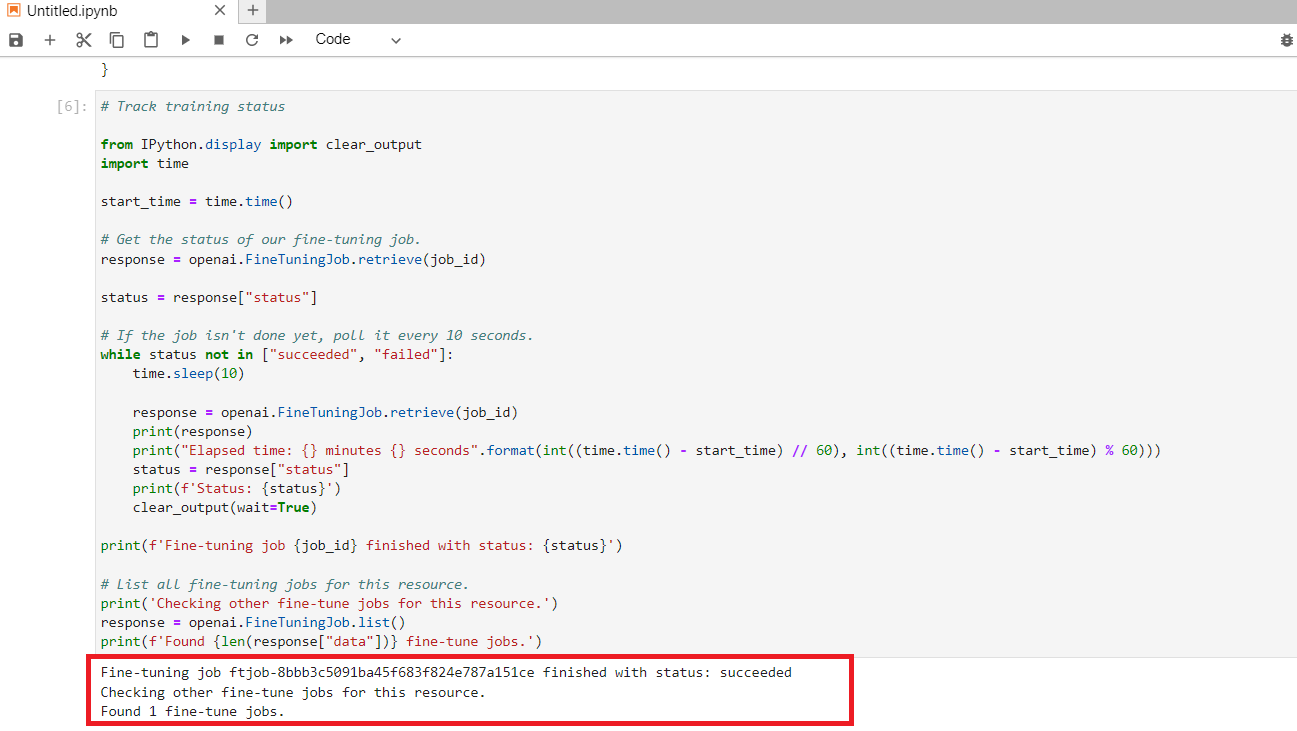 Untitled.ipynb
Code
}
[6]:
# Track training status
from IPython.display import clear_output
import time
start_time = time.time()
# Get the status of our fine-tuning job.
response = openai.FineTuningJob.retrieve(job_id)
status = response["status"]
# If the job isn't done yet, poll it every 10 seconds.
while status not in ["succeeded", "failed"]:
    time.sleep(10)
    response = openai.FineTuningJob.retrieve(job_id)
    print(response)
    print("Elapsed time: {} minutes {} seconds".format(int((time.time() - start_time) // 60), int((time.time() - start_time) % 60)))
    status = response["status"]
    print(f'Status: {status}')
    clear_output(wait=True)
print(f'Fine-tuning job {job_id} finished with status: {status}')
# List all fine-tuning jobs for this resource.
print('Checking other fine-tune jobs for this resource.')
response = openai.FineTuningJob.list()
print(f'Found {len(response["data"])} fine-tune jobs.')
Fine-tuning job ftjob-8bbb3c5091ba45f683f824e787a151ce finished with status: succeeded
Checking other fine-tune jobs for this resource.
Found 1 fine-tune jobs.